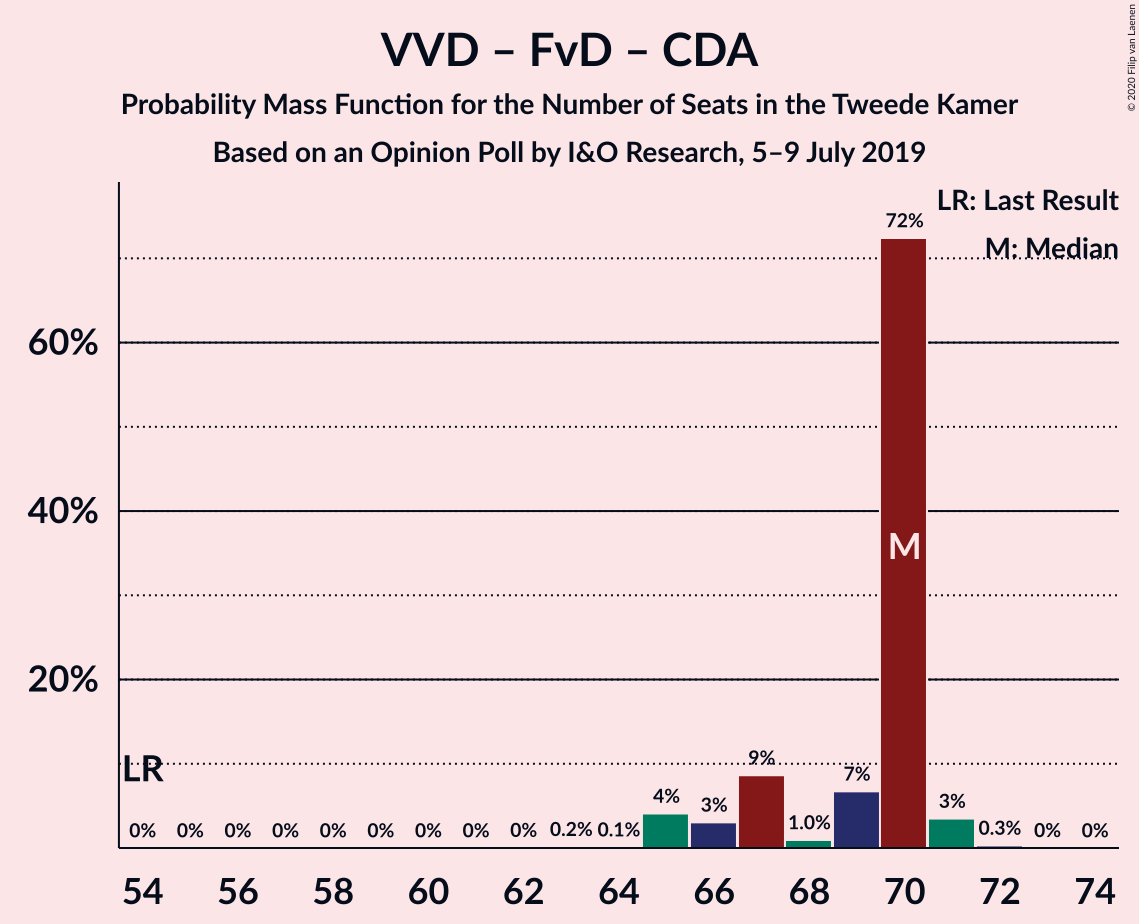 VVD – FvD – CDA
Probability Mass Function for the Number of Seats in the Tweede Kamer
Based on an Opinion Poll by I&O Research, 5–9 July 2019
© 2020 Filip van Laenen
LR: Last Result
M: Median
60%
40%
20%
LR
M
0% 0% 0% 0% 0% 0% 0% 0% 0% 0.2% 0.1% 4% 3% 9% 1.0% 7% 72% 3% 0.3% 0% 0%
54 56 58 60 62 64 66 68 70 72 74